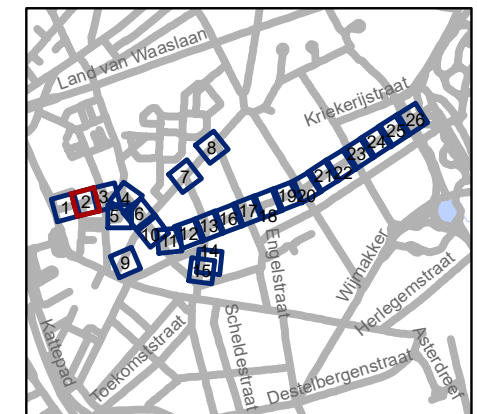 Land van Waaslaan
Kriekerijstraat
8
7
26
25
24
23
22
21
20
19
18
17
16
13
12
11
10
14
15
1
2
3
4
5
6
9
Engelstraat
Wijmakker
Herlegemstraat
Kattepad
Toekomststraat
Scheldestraat
Destelbergenstraat
Asterdreef